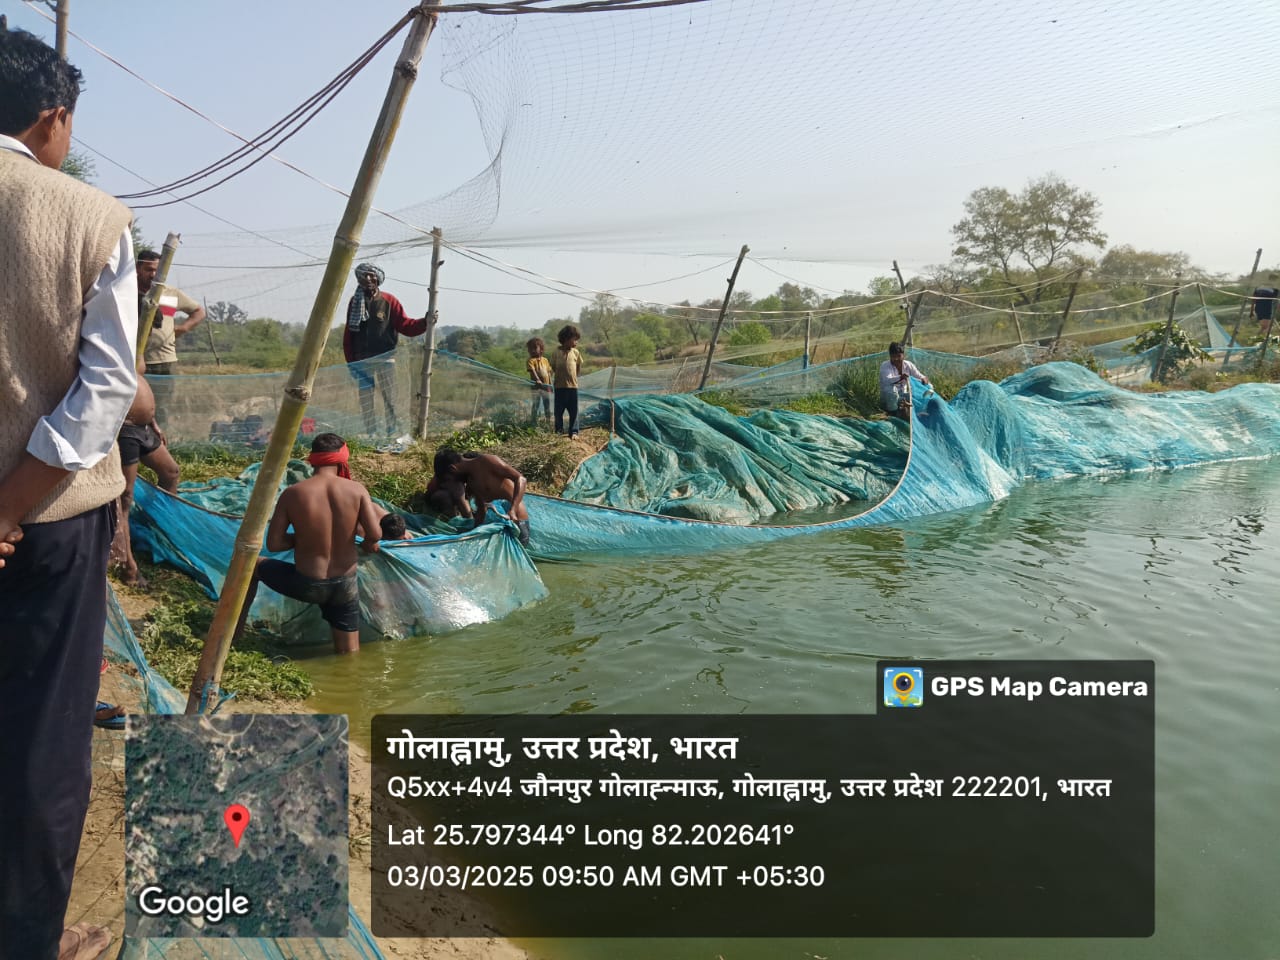 GPS Map Camera
गोलाह्नामु, उत्तर प्रदेश, भारत
Q5xx+4v4 जौनपुर गोलाह्न्माऊ, गोलाह्नामु, उत्तर प्रदेश 222201, भारत
Lat 25.797344° Long 82.202641°
03/03/2025 09:50 AM GMT +05:30
Google